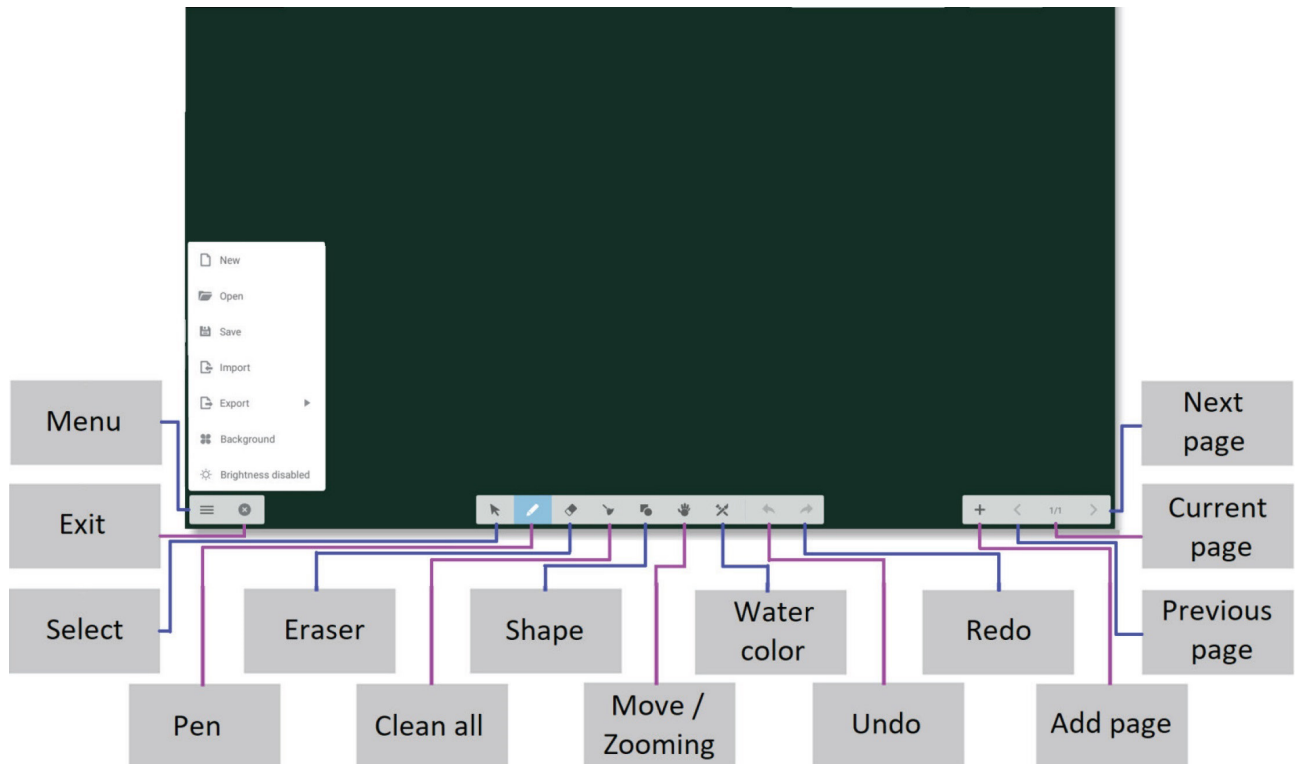 New
Open
Save
Import
Export
Background
Brightness disabled
1/1
Menu
Exit
Select
Pen
Eraser
Clean all
Shape
Move /
Zooming
Water
color
Undo
Redo
Add page
Next
page
Current
page
Previous
page